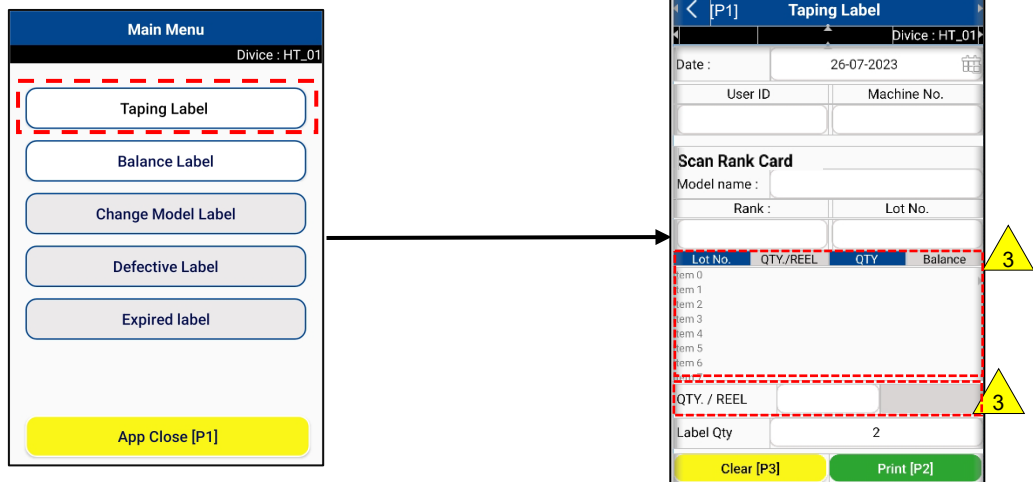 Main Menu
Divice : HT_01
Taping Label
Balance Label
Change Model Label
Defective Label
Expired label
App Close [P1]
[P1] Taping Label
Divice : HT_01
Date : 26-07-2023
User ID Machine No.
Scan Rank Card
Model name :
Rank : Lot No.
Lot No. QTY./REEL QTY Balance
3
tem 0
tem 1
tem 2
tem 3
tem 4
tem 5
tem 6
QTY. / REEL
3
Label Qty 2
Clear [P3] Print [P2]